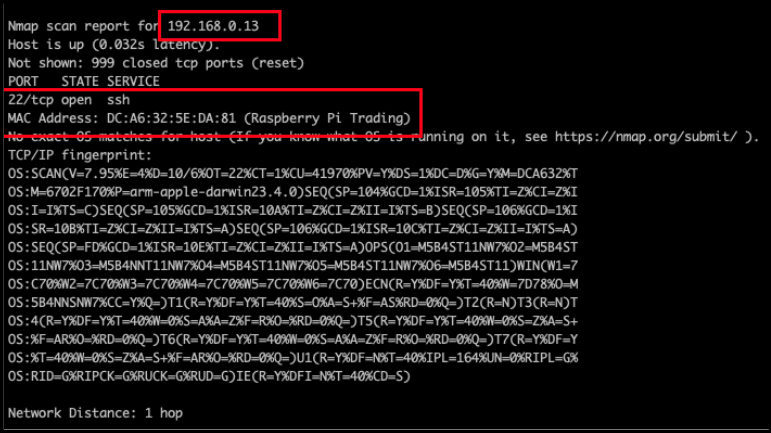 Nmap scan report for 192.168.0.13
Host is up (0.032s latency).
Not shown: 999 closed tcp ports (reset)
PORT   STATE SERVICE
22/tcp open  ssh
MAC Address: DC:A6:32:5E:DA:81 (Raspberry Pi Trading)
No exact OS matches for host (If you know what OS is running on it, see https://nmap.org/submit/ ).
TCP/IP fingerprint:
OS:SCAN(V=7.95%E=4%D=10/6%OT=22%CT=1%CU=41970%PV=Y%DS=1%DC=D%G=Y%M=DCA632%T
OS:M=6702F170%P=arm-apple-darwin23.4.0)SEQ(SP=104%GCD=1%ISR=105%TI=Z%CI=Z%I
OS:I=I%TS=C)SEQ(SP=105%GCD=1%ISR=10A%TI=Z%CI=Z%II=I%TS=B)SEQ(SP=106%GCD=1%I
OS:SR=10B%TI=Z%CI=Z%II=I%TS=A)SEQ(SP=106%GCD=1%ISR=10C%TI=Z%CI=Z%II=I%TS=A)
OS:SEQ(SP=FD%GCD=1%ISR=10E%TI=Z%CI=Z%II=I%TS=A)OPS(O1=M5B4ST11NW7%O2=M5B4ST
OS:11NW7%O3=M5B4NNT11NW7%O4=M5B4ST11NW7%O5=M5B4ST11NW7%O6=M5B4ST11)WIN(W1=7
OS:C70%W2=7C70%W3=7C70%W4=7C70%W5=7C70%W6=7C70)ECN(R=Y%DF=Y%T=40%W=7D78%O=M
OS:5B4NNSNW7%CC=Y%Q=)T1(R=Y%DF=Y%T=40%S=O%A=S+%F=AS%RD=0%Q=)T2(R=N)T3(R=N)T
OS:4(R=Y%DF=Y%T=40%W=0%S=A%A=Z%F=R%O=%RD=0%Q=)T5(R=Y%DF=Y%T=40%W=0%S=Z%A=S+
OS:%F=AR%O=%RD=0%Q=)T6(R=Y%DF=Y%T=40%W=0%S=A%A=Z%F=R%O=%RD=0%Q=)T7(R=Y%DF=Y
OS:%T=40%W=0%S=Z%A=S+%F=AR%O=%RD=0%Q=)U1(R=Y%DF=N%T=40%IPL=164%UN=0%RIPL=G%
OS:RID=G%RIPCK=G%RUCK=G%RUD=G)IE(R=Y%DFI=N%T=40%CD=S)
Network Distance: 1 hop